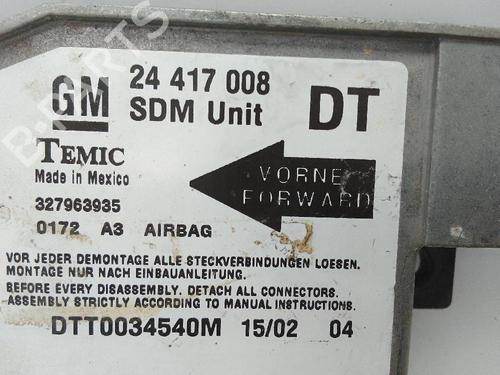 GM 24 417 008 DT
SDM Unit
TEMIC
Made in Mexico
VORNE
FORWARD
327963935
0172 A3 AIRBAG
VOR JEDER DEMONTAGE ALLE STECKVERBINDUNGEN LOESEN.
MONTAGE NUR NACH EINBAUANLEITUNG.
BEFORE EVERY DISASSEMBLY. DETACH ALL CONNECTORS.
ASSEMBLY STRICTLY ACCORDING TO MANUAL INSTRUCTIONS.
DTT0034540M 15/02 04